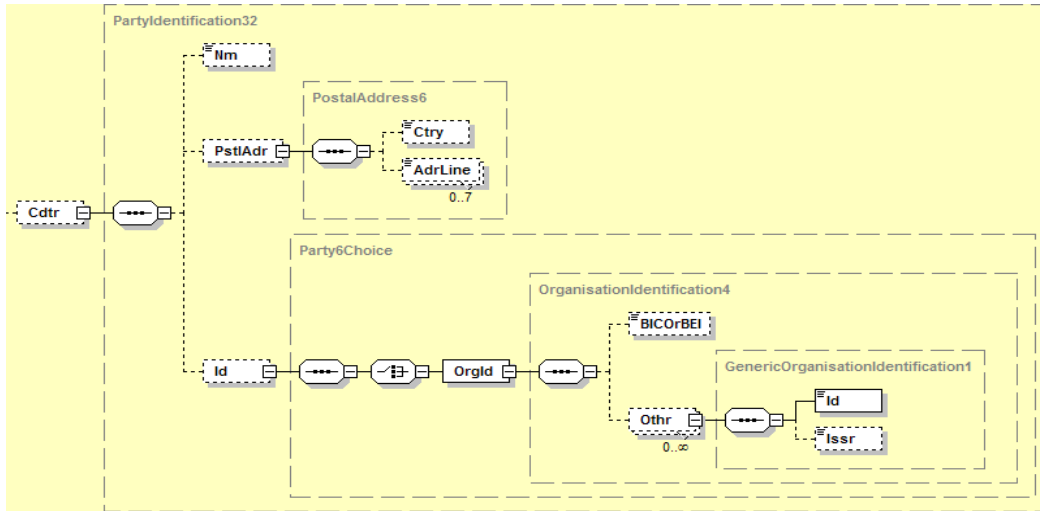 PartyIdentification32
Nm
PostalAddress6
Ctry
PstlAdr
AdrLine
0..7
Cdtr
Party6Choice
OrganisationIdentification4
BICOrBEI
GenericOrganisationIdentification1
Id
OrgId
Id
Othr
0..∞
Issr